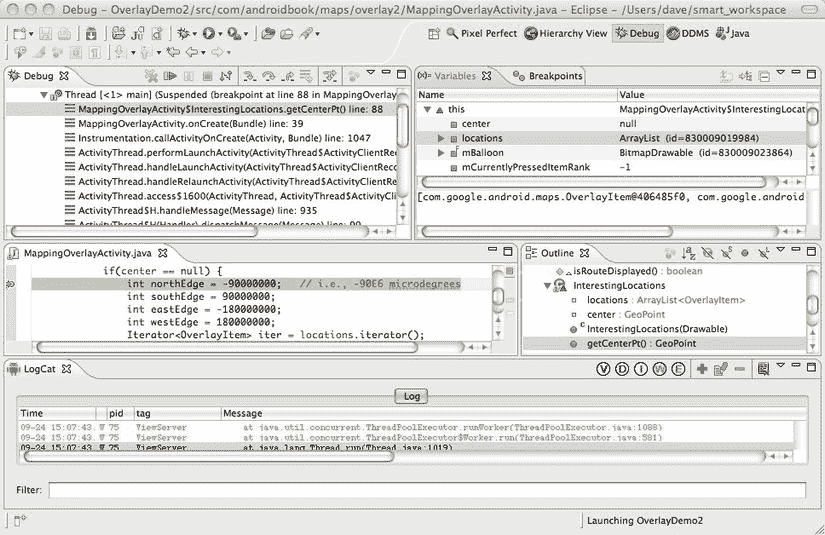 Debug – OverlayDemo2/src/com/androidbook/maps/overlay2/MappingOverlayActivity.java – Eclipse – /Users/dave/smart_workspace
Pixel Perfect Hierarchy View Debug DDMS Java
Debug
Thread [<1> main] (Suspended (breakpoint at line 88 in MappingOverlay
MappingOverlayActivity$InterestingLocations.getCenterPt() line: 88
MappingOverlayActivity.onCreate(Bundle) line: 39
Instrumentation.callActivityOnCreate(Activity, Bundle) line: 1047
ActivityThread.performLaunchActivity(ActivityThread$ActivityClientReco
ActivityThread.handleLaunchActivity(ActivityThread$ActivityClientRecc
ActivityThread.handleRelaunchActivity(ActivityThread$ActivityClientRe
ActivityThread.access$1600(ActivityThread, ActivityThread$ActivityCli
ActivityThread$H.handleMessage(Message) line: 935
ActivityThread$H(Handler).dispatchMessage(Message) line: 99
(x)= Variables Breakpoints
Name Value
this MappingOverlayActivity$InterestingLocat
center null
locations ArrayList (id=830009019984)
mBalloon BitmapDrawable (id=830009023864)
mCurrentlyPressedItemRank -1
[com.google.android.maps.OverlayItem@406485f0, com.google.android
MappingOverlayActivity.java
if(center == null) {
int northEdge = -90000000; // i.e., -90E6 microdegrees
int southEdge = 90000000;
int eastEdge = -180000000;
int westEdge = 180000000;
Iterator<OverlayItem> iter = locations.iterator();
Outline
isRouteDisplayed() : boolean
InterestingLocations
locations : ArrayList<OverlayItem>
center : GeoPoint
InterestingLocations(Drawable)
getCenterPt() : GeoPoint
LogCat
V D I W E
Log
Time pid tag Message
09-24 15:07:43. W 75 ViewServer at java.util.concurrent.ThreadPoolExecutor.runWorker(ThreadPoolExecutor.java:1088)
09-24 15:07:43. W 75 ViewServer at java.util.concurrent.ThreadPoolExecutor$Worker.run(ThreadPoolExecutor.java:581)
09-24 15:07:43. W 75 ViewServer at java.lang.Thread.run(Thread.java:1019)
Filter:
Launching OverlayDemo2